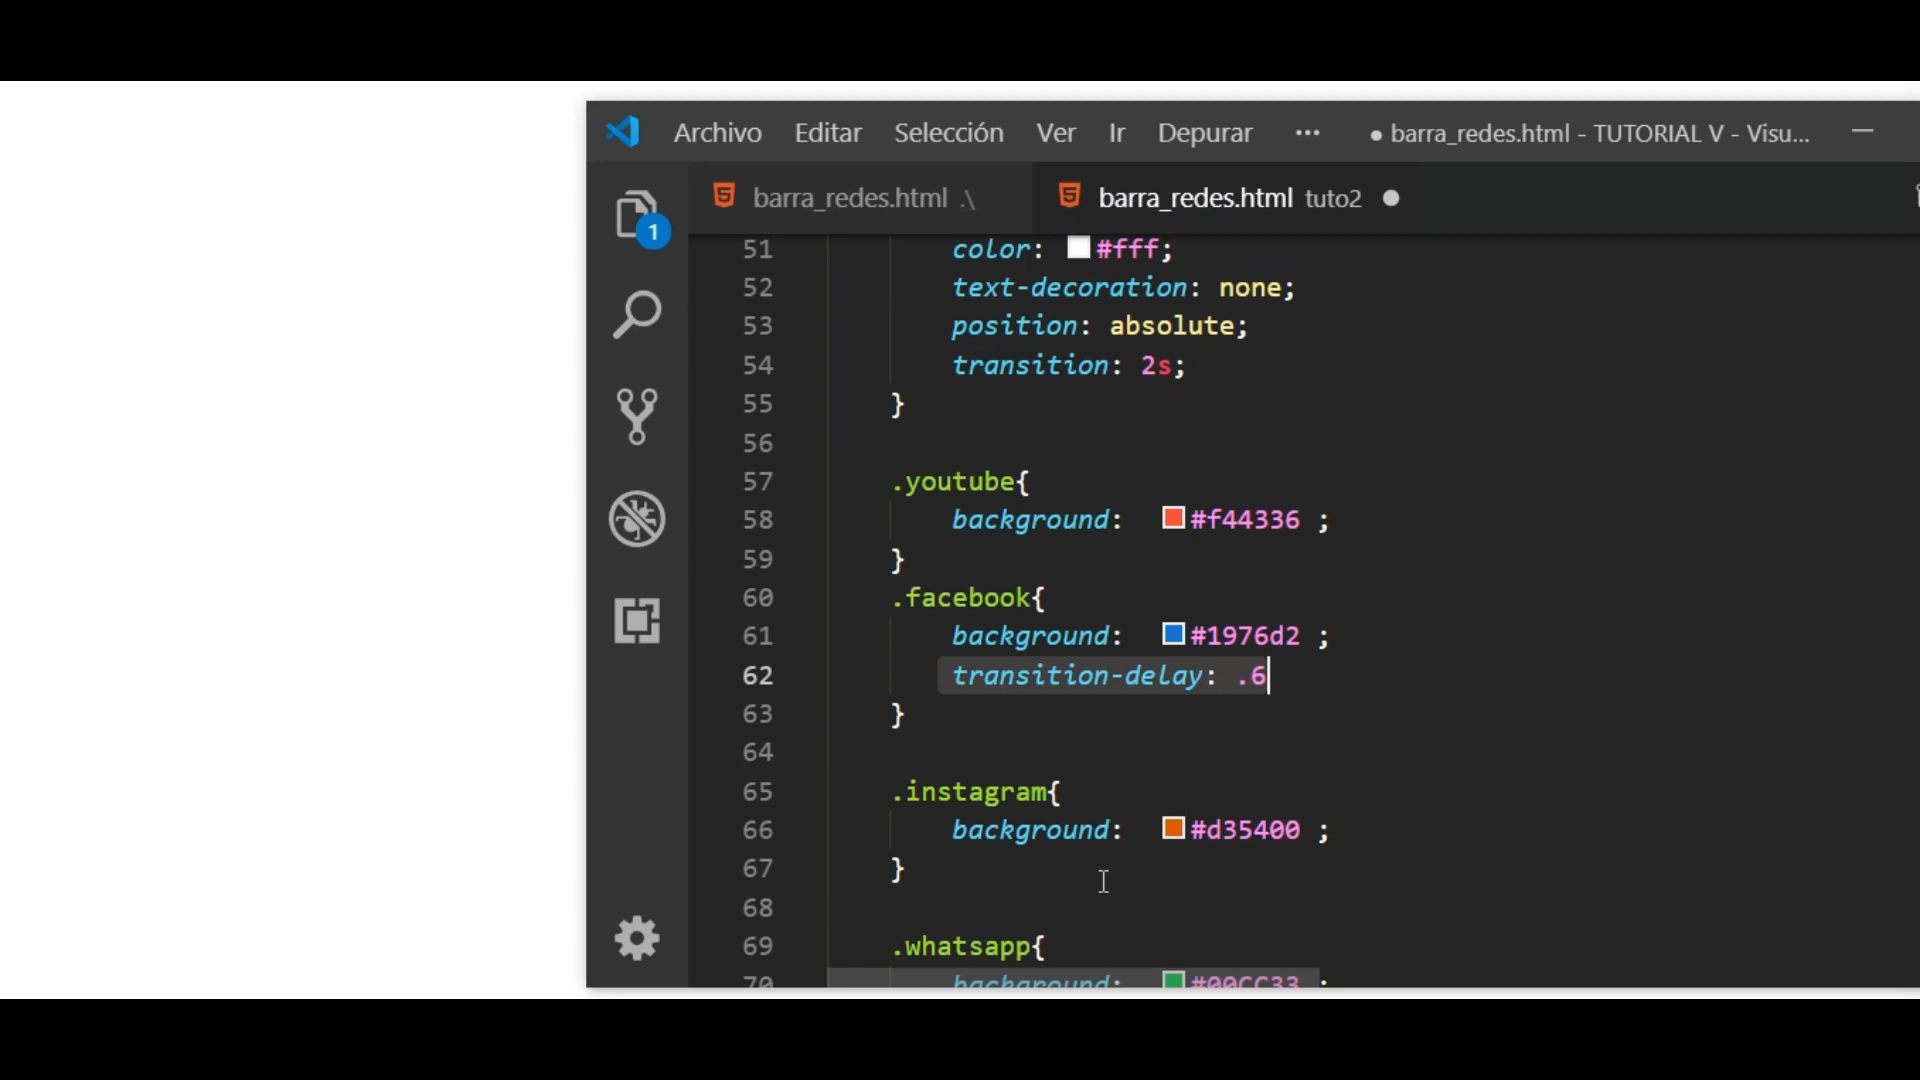 Archivo Editar Selección Ver Ir Depurar ··· ● barra_redes.html - TUTORIAL V - Visu...
barra_redes.html .\ barra_redes.html tuto2
1
51 color: #fff;
52 text-decoration: none;
53 position: absolute;
54 transition: 2s;
55 }
56
57 .youtube{
58 background: #f44336 ;
59 }
60 .facebook{
61 background: #1976d2 ;
62 transition-delay: .6
63 }
64
65 .instagram{
66 background: #d35400 ;
67 }
68
69 .whatsapp{
70 background: #00CC33 ;